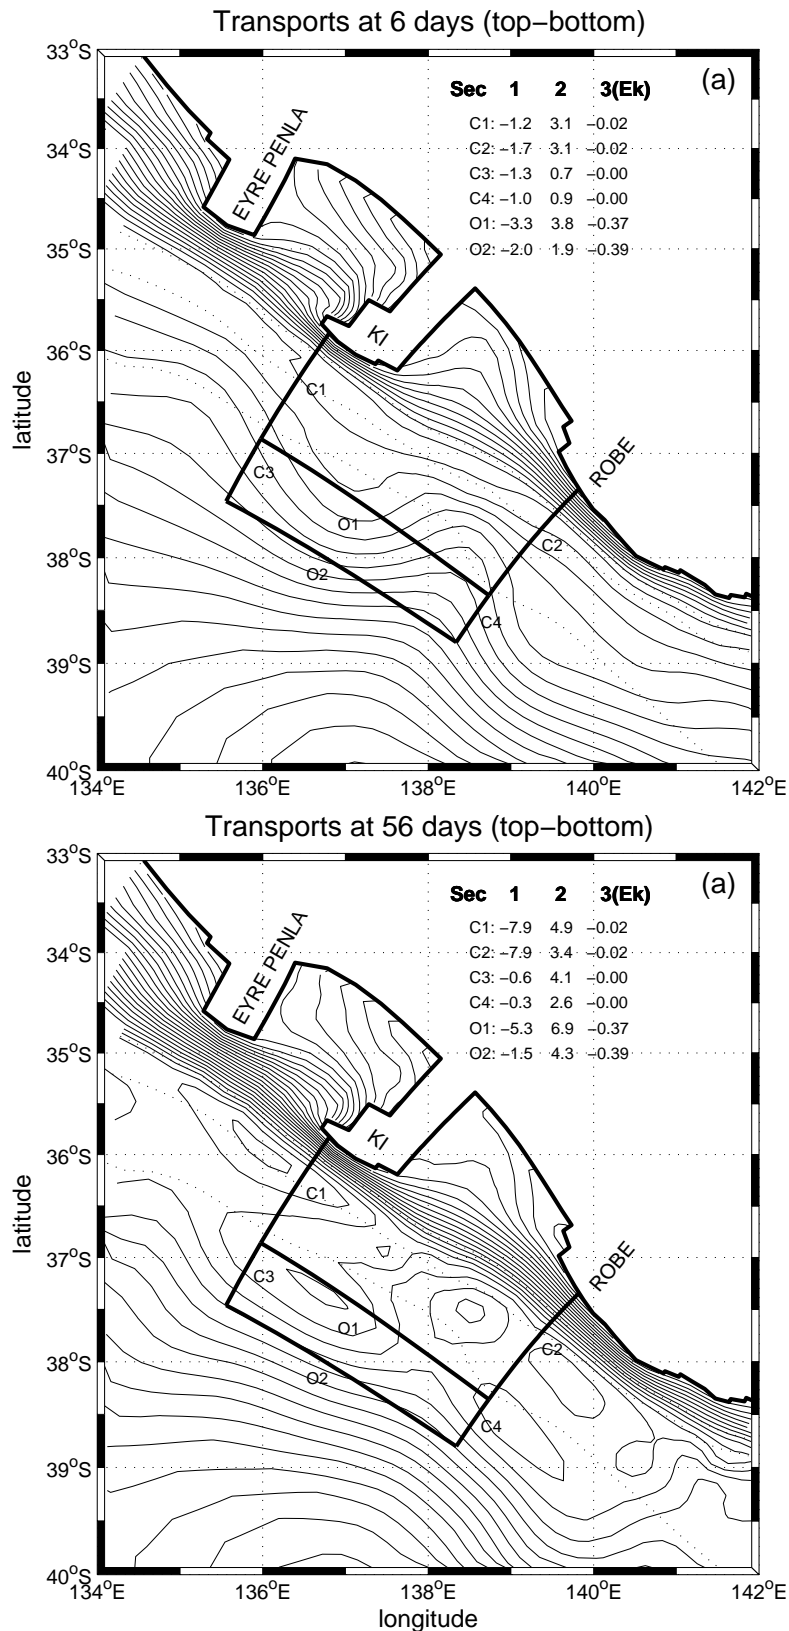 Transports at 6 days (top−bottom)
(a)
Sec 1 2 3(Ek)
C1: −1.2 3.1 −0.02
C2: −1.7 3.1 −0.02
C3: −1.3 0.7 −0.00
C4: −1.0 0.9 −0.00
O1: −3.3 3.8 −0.37
O2: −2.0 1.9 −0.39
33°S
34°S
35°S
36°S
37°S
38°S
39°S
40°S
latitude
EYRE PENLA
KI
ROBE
C1
C3
O1
C2
O2
C4
134°E 136°E 138°E 140°E 142°E
Transports at 56 days (top−bottom)
(a)
Sec 1 2 3(Ek)
C1: −7.9 4.9 −0.02
C2: −7.9 3.4 −0.02
C3: −0.6 4.1 −0.00
C4: −0.3 2.6 −0.00
O1: −5.3 6.9 −0.37
O2: −1.5 4.3 −0.39
33°S
34°S
35°S
36°S
37°S
38°S
39°S
40°S
latitude
EYRE PENLA
KI
ROBE
C1
C3
O1
C2
O2
C4
134°E 136°E 138°E 140°E 142°E
longitude